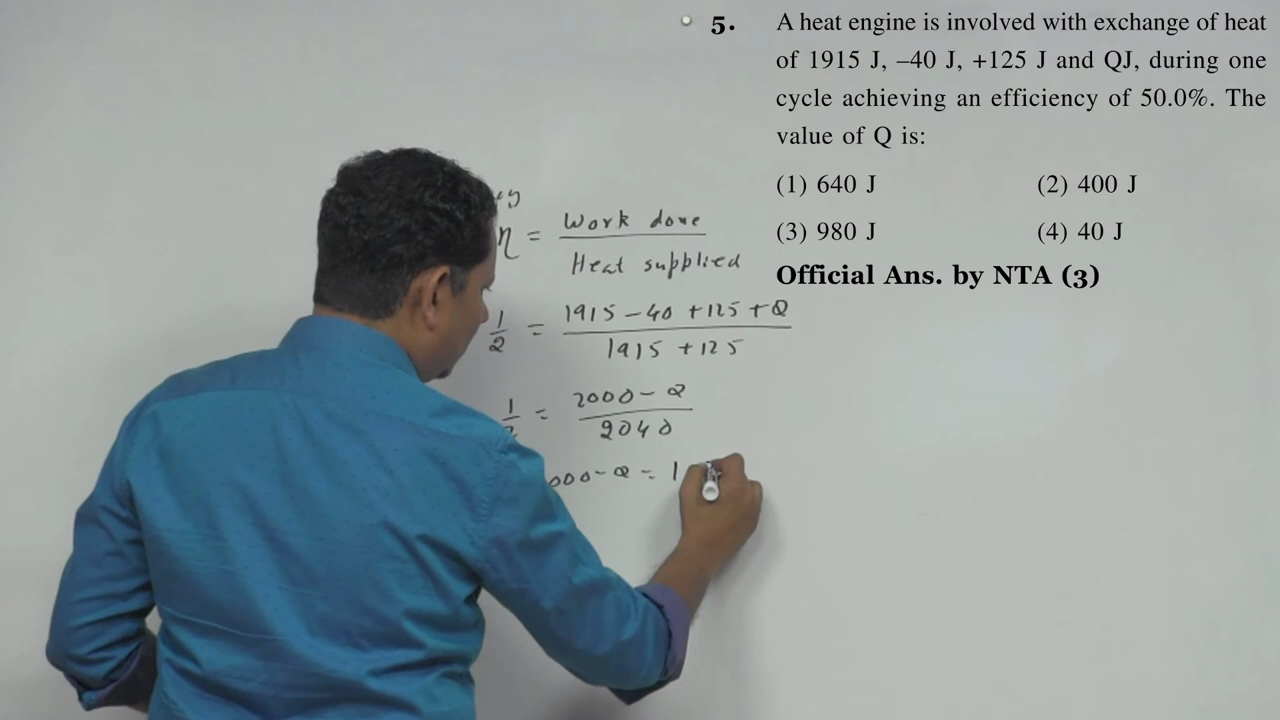 5. A heat engine is involved with exchange of heat
of 1915 J, –40 J, +125 J and QJ, during one
cycle achieving an efficiency of 50.0%. The
value of Q is:
(1) 640 J (2) 400 J
(3) 980 J (4) 40 J
Official Ans. by NTA (3)
η = Work done
Heat supplied
1/2 = 1915 - 40 + 125 + Q
1915 + 125
= 2000 - Q
2040
000 - Q = 1